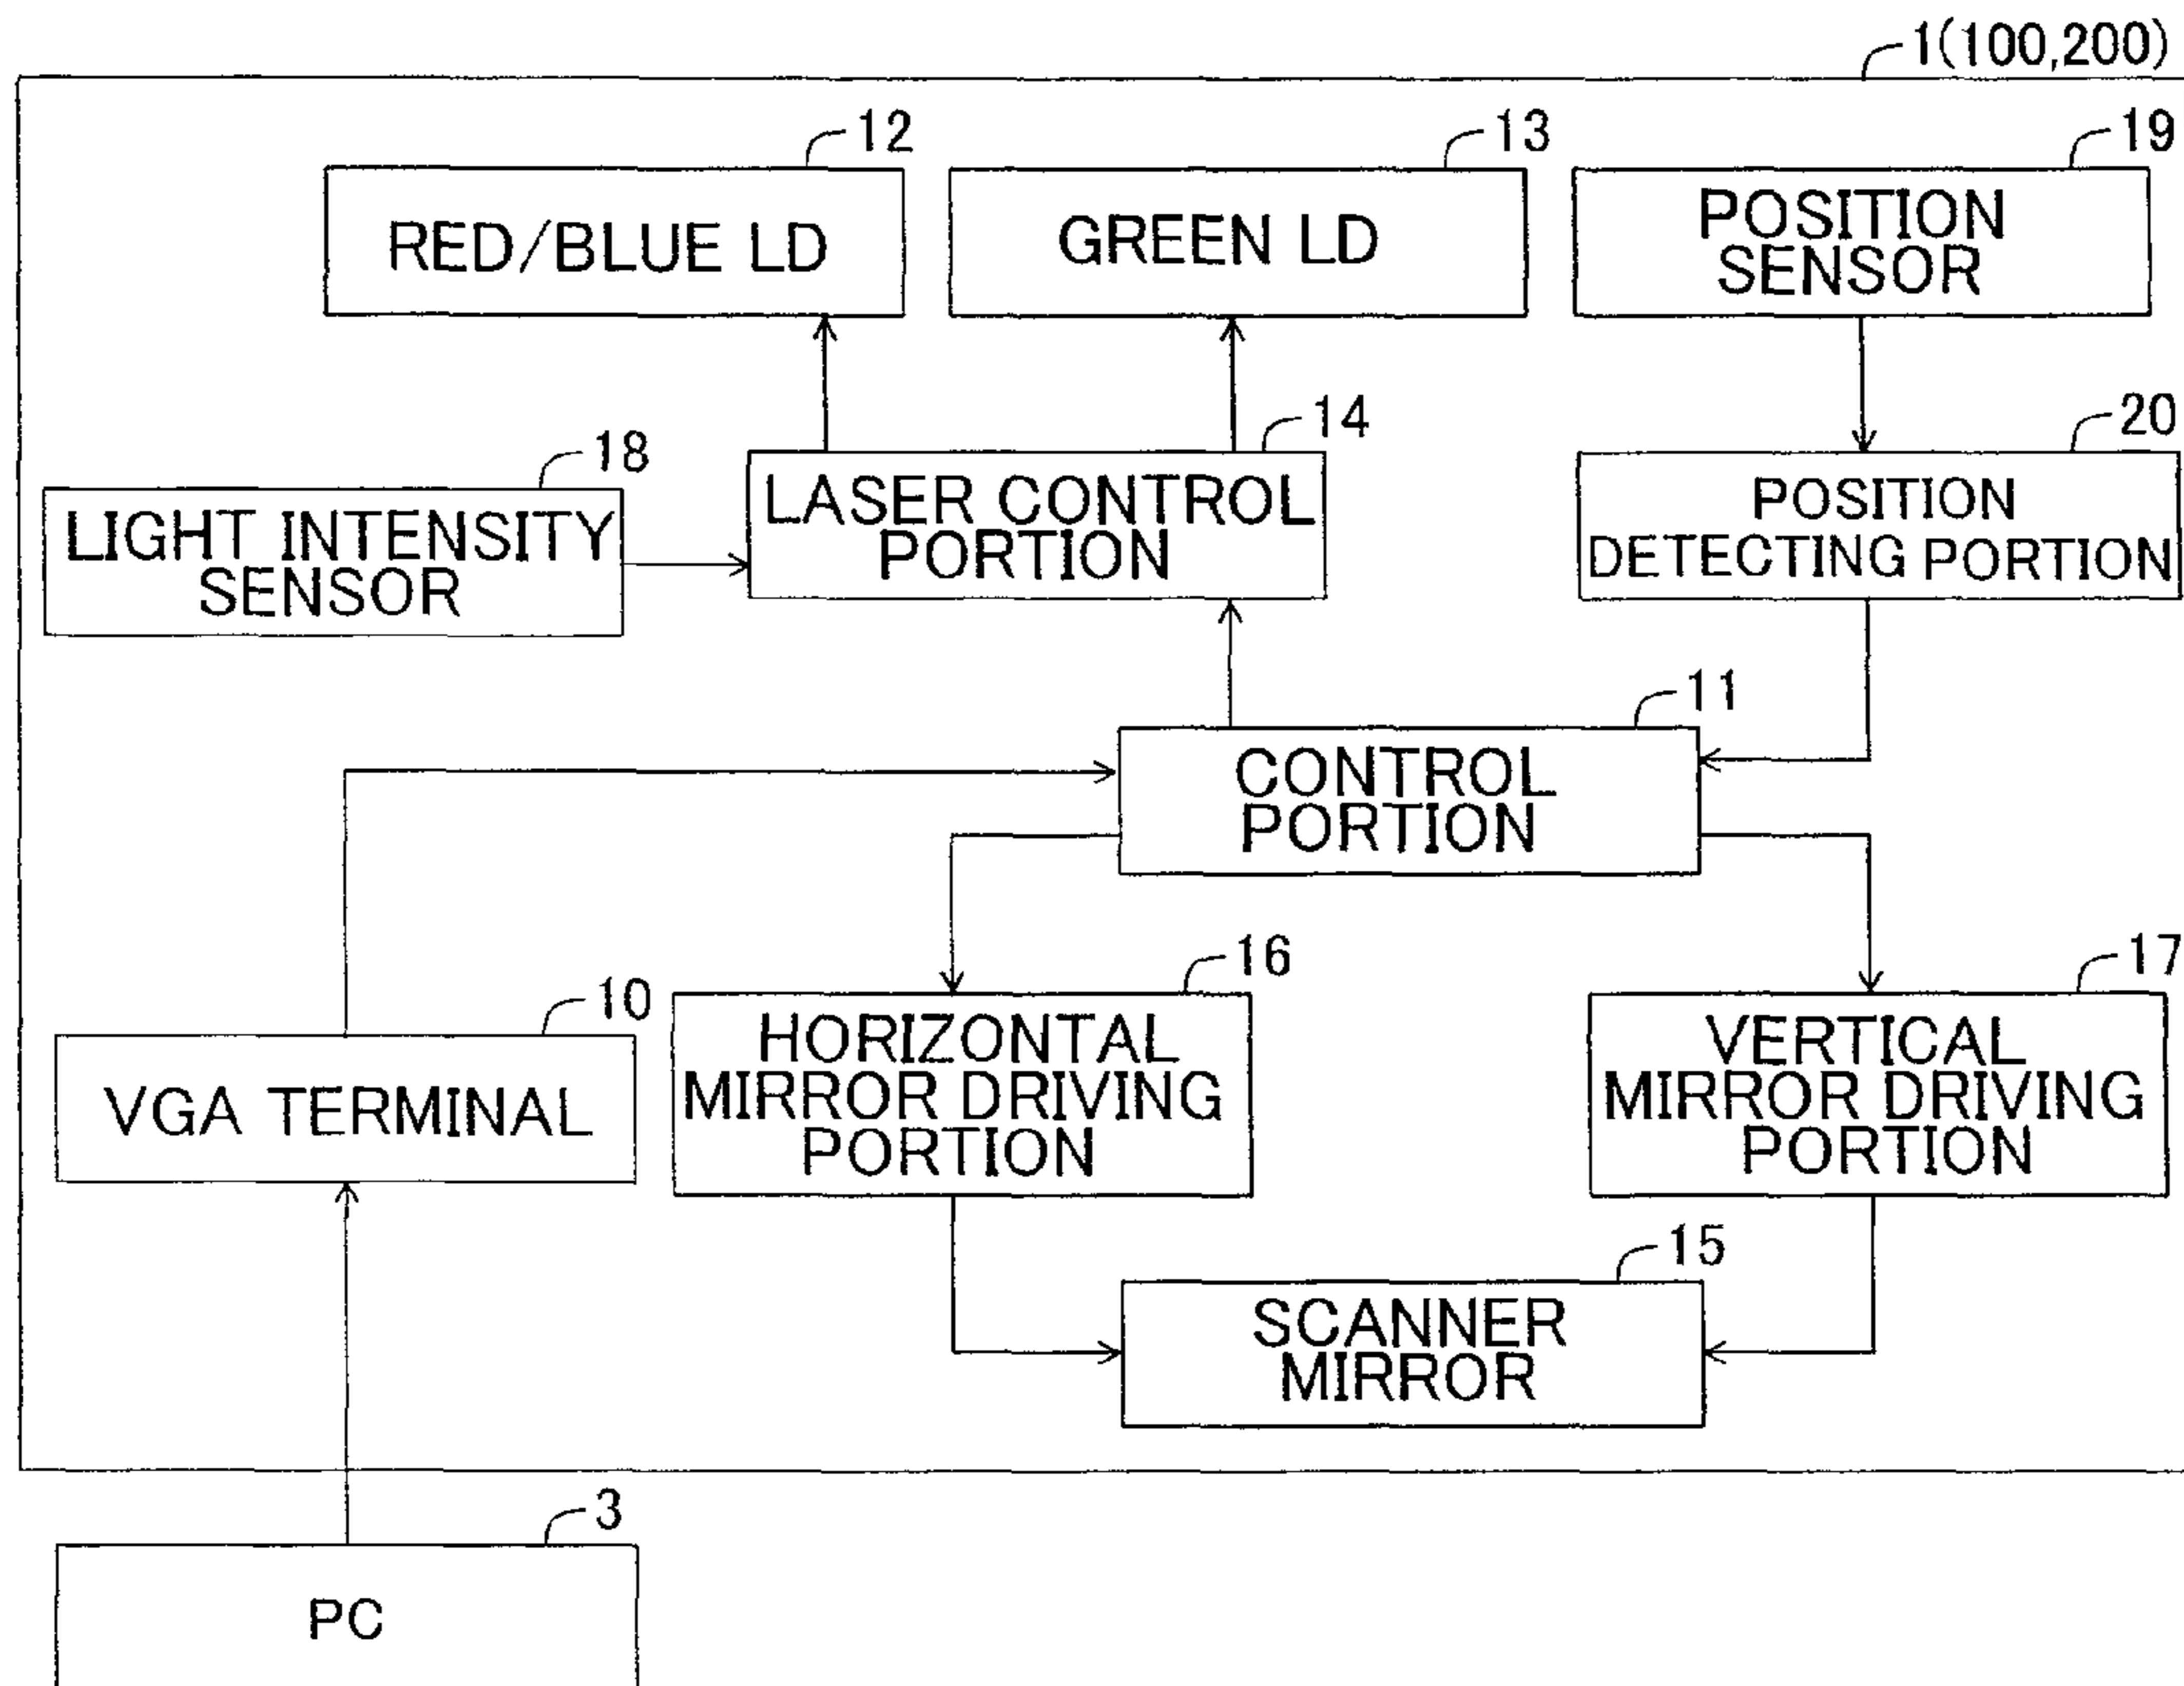 1(100,200)
12
13
19
RED/BLUE LD
GREEN LD
POSITION
SENSOR
14
20
18
LASER CONTROL
PORTION
POSITION
DETECTING PORTION
LIGHT INTENSITY
SENSOR
11
CONTROL
PORTION
16
17
10
HORIZONTAL
MIRROR DRIVING
PORTION
VERTICAL
MIRROR DRIVING
PORTION
VGA TERMINAL
15
SCANNER
MIRROR
3
PC